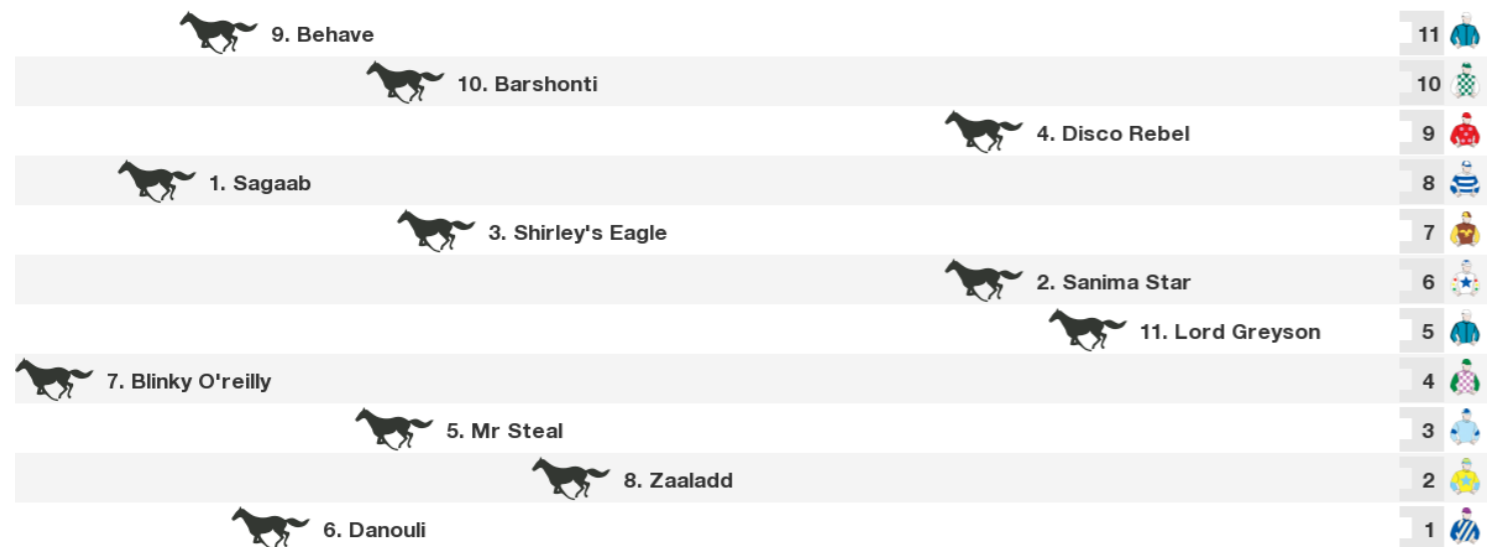 9. Behave 11
10. Barshonti 10
4. Disco Rebel 9
1. Sagaab 8
3. Shirley's Eagle 7
2. Sanima Star 6
11. Lord Greyson 5
7. Blinky O'reilly 4
5. Mr Steal 3
8. Zaaladd 2
6. Danouli 1